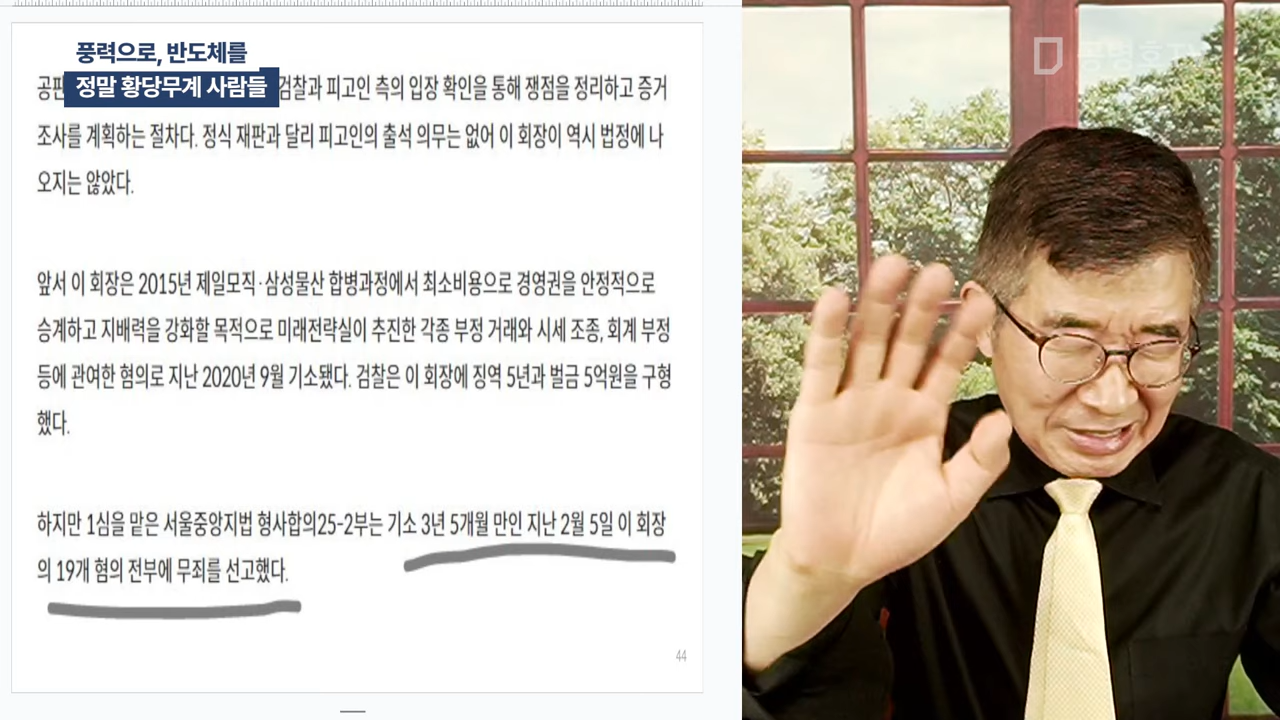 풍력으로, 반도체를
정말 황당무계 사람들
공판 검찰과 피고인 측의 입장 확인을 통해 쟁점을 정리하고 증거
조사를 계획하는 절차다. 정식 재판과 달리 피고인의 출석 의무는 없어 이 회장이 역시 법정에 나
오지는 않았다.
앞서 이 회장은 2015년 제일모직·삼성물산 합병과정에서 최소비용으로 경영권을 안정적으로
승계하고 지배력을 강화할 목적으로 미래전략실이 추진한 각종 부정 거래와 시세 조종, 회계 부정
등에 관여한 혐의로 지난 2020년 9월 기소됐다. 검찰은 이 회장에 징역 5년과 벌금 5억원을 구형
했다.
하지만 1심을 맡은 서울중앙지법 형사합의25-2부는 기소 3년 5개월 만인 지난 2월 5일 이 회장
의 19개 혐의 전부에 무죄를 선고했다.
44
공병호TV